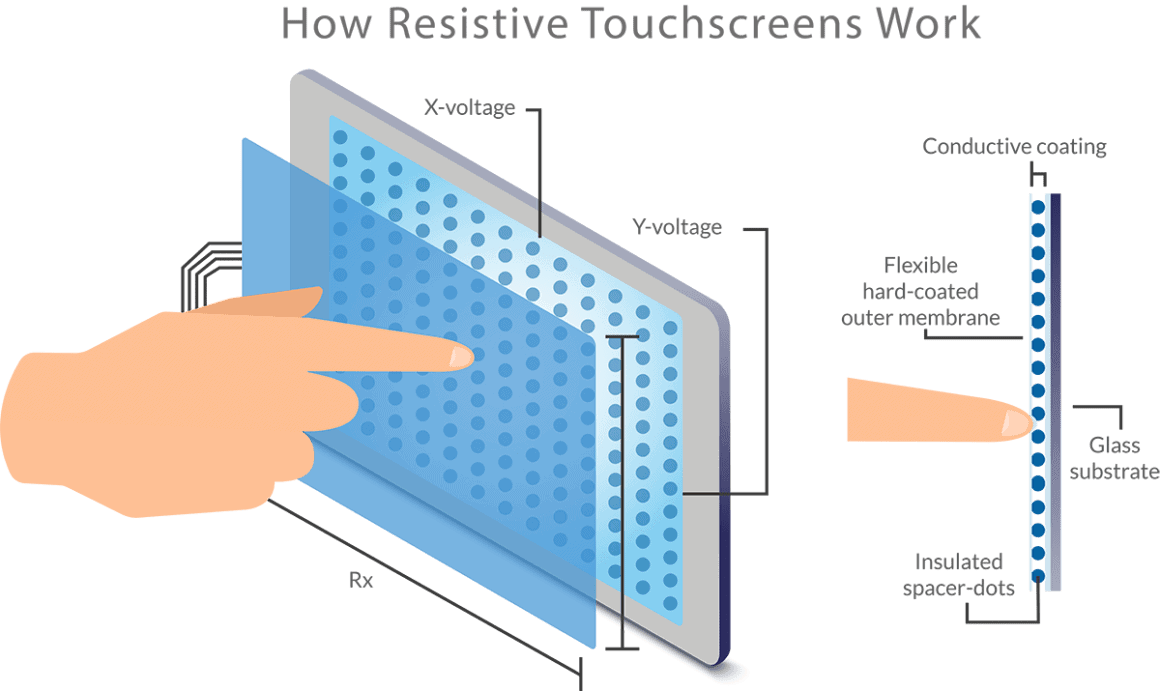 How Resistive Touchscreens Work
X-voltage
Y-voltage
Rx
Conductive coating
Flexible
hard-coated
outer membrane
Glass
substrate
Insulated
spacer-dots